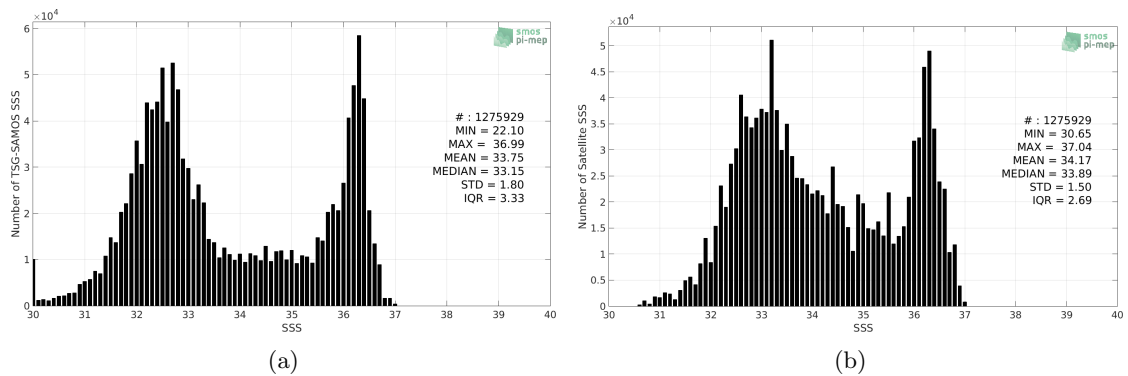 ×10⁴
smos
pi-mep
6
5
4
3
2
1
0
Number of TSG-SAMOS SSS
# : 1275929
MIN = 22.10
MAX = 36.99
MEAN = 33.75
MEDIAN = 33.15
STD = 1.80
IQR = 3.33
30 31 32 33 34 35 36 37 38 39 40
SSS
(a)
×10⁴
smos
pi-mep
5
4.5
4
3.5
3
2.5
2
1.5
1
0.5
0
Number of Satellite SSS
# : 1275929
MIN = 30.65
MAX = 37.04
MEAN = 34.17
MEDIAN = 33.89
STD = 1.50
IQR = 2.69
30 31 32 33 34 35 36 37 38 39 40
SSS
(b)